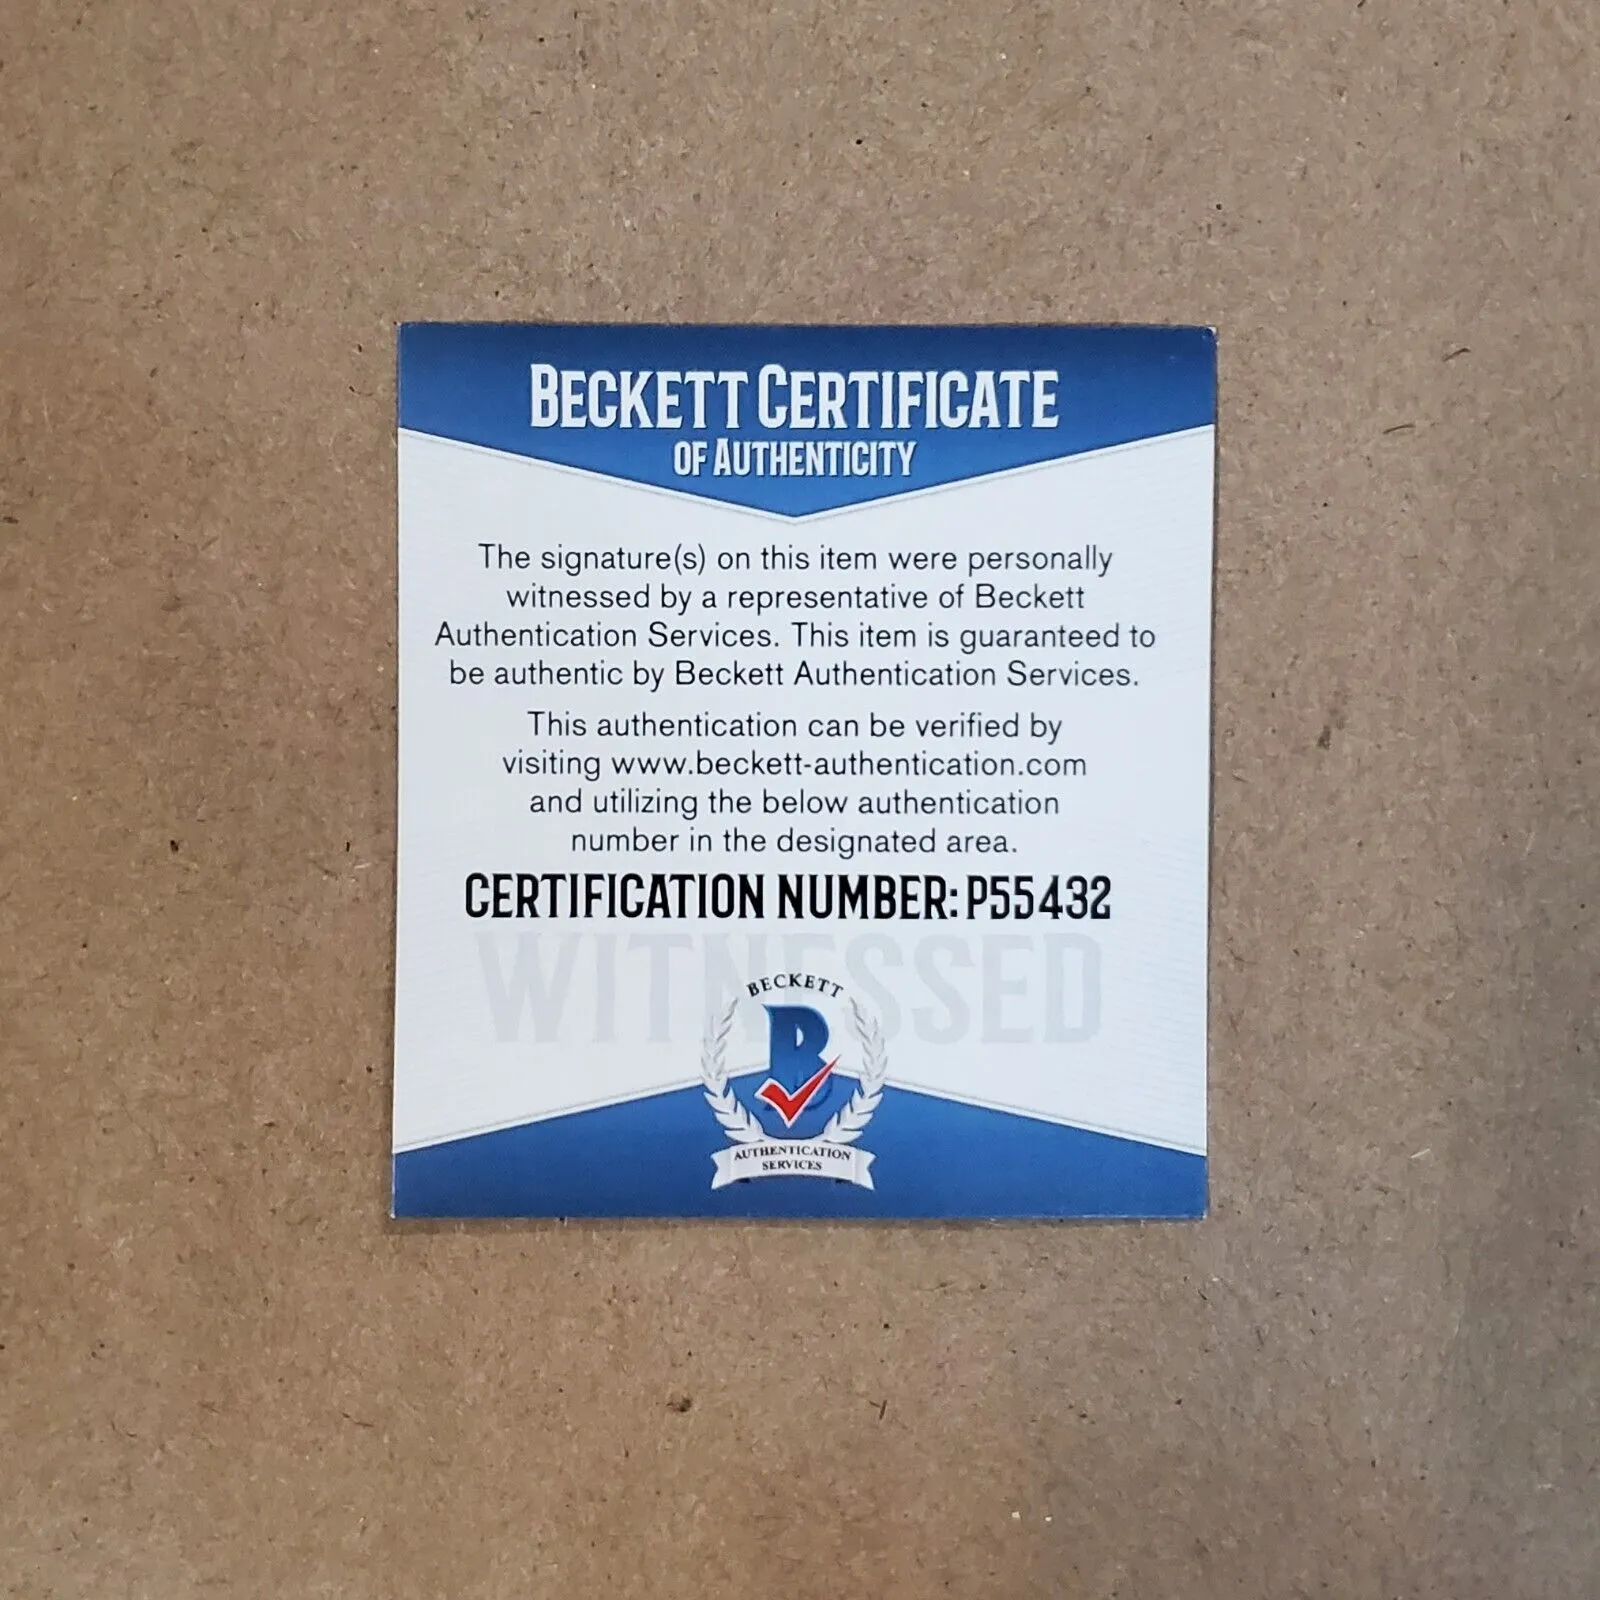 BECKETT CERTIFICATE
OF AUTHENTICITY
The signature(s) on this item were personally
witnessed by a representative of Beckett
Authentication Services. This item is guaranteed to
be authentic by Beckett Authentication Services.
This authentication can be verified by
visiting www.beckett-authentication.com
and utilizing the below authentication
number in the designated area.
CERTIFICATION NUMBER: P55432
WITNESSED
BECKETT
B
AUTHENTICATION
SERVICES